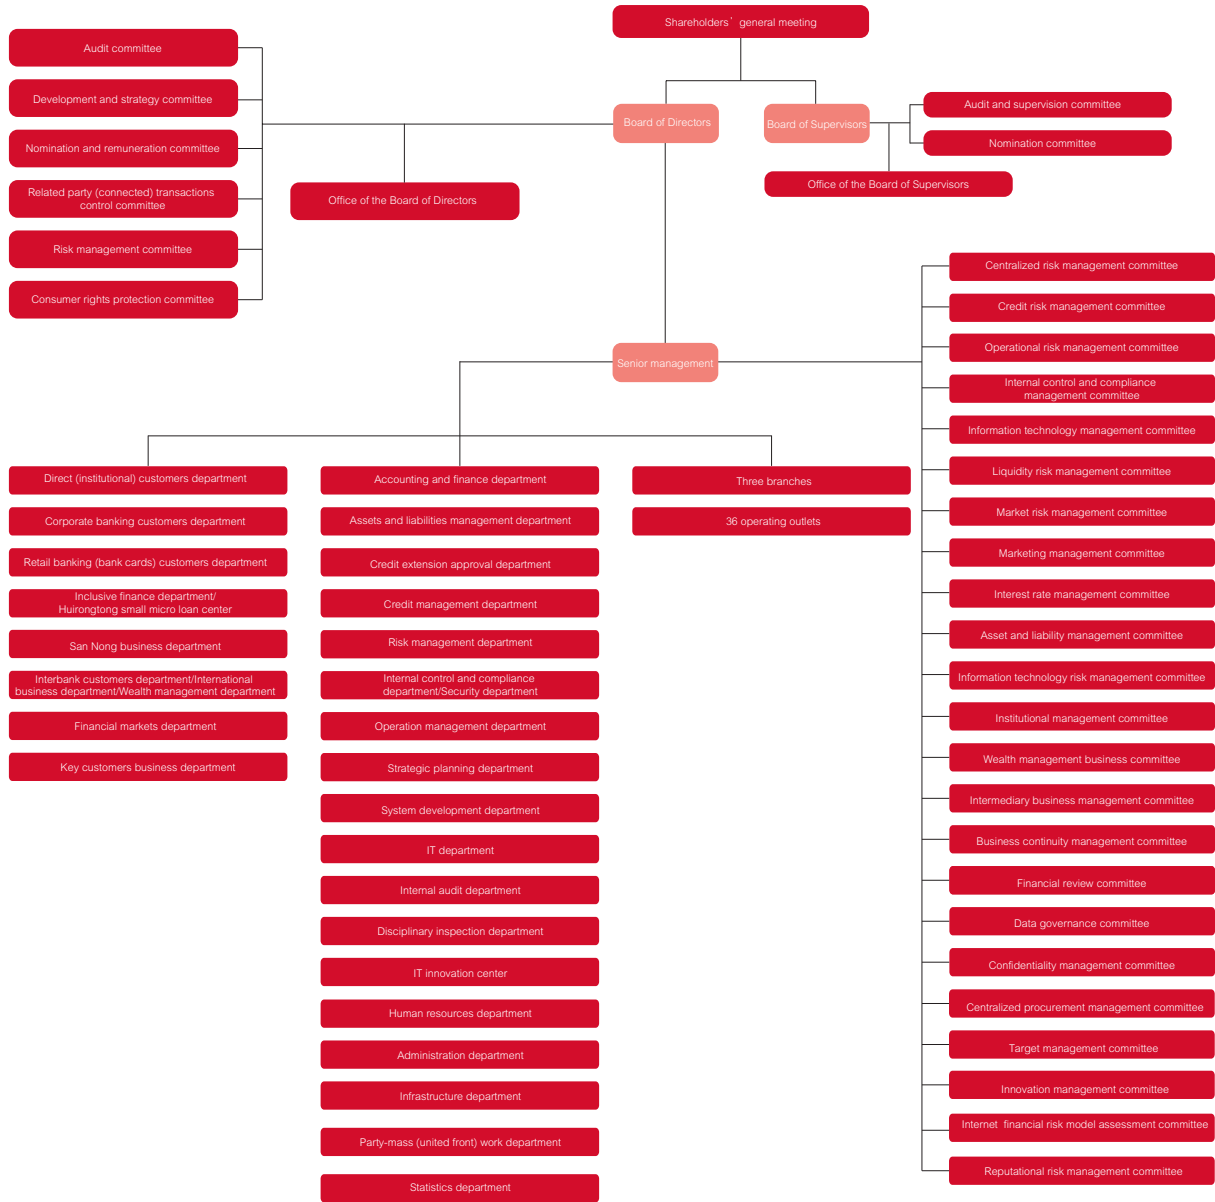 Shareholders` general meeting
Audit committee
Development and strategy committee
Nomination and remuneration committee
Related party (connected) transactions
control committee
Risk management committee
Consumer rights protection committee
Board of Directors
Board of Supervisors
Office of the Board of Directors
Audit and supervision committee
Nomination committee
Office of the Board of Supervisors
Senior management
Direct (institutional) customers department
Corporate banking customers department
Retail banking (bank cards) customers department
Inclusive finance department/
Huirongtong small micro loan center
San Nong business department
Interbank customers department/International
business department/Wealth management department
Financial markets department
Key customers business department
Accounting and finance department
Assets and liabilities management department
Credit extension approval department
Credit management department
Risk management department
Internal control and compliance
department/Security department
Operation management department
Strategic planning department
System development department
IT department
Internal audit department
Disciplinary inspection department
IT innovation center
Human resources department
Administration department
Infrastructure department
Party-mass (united front) work department
Statistics department
Three branches
36 operating outlets
Centralized risk management committee
Credit risk management committee
Operational risk management committee
Internal control and compliance
management committee
Information technology management committee
Liquidity risk management committee
Market risk management committee
Marketing management committee
Interest rate management committee
Asset and liability management committee
Information technology risk management committee
Institutional management committee
Wealth management business committee
Intermediary business management committee
Business continuity management committee
Financial review committee
Data governance committee
Confidentiality management committee
Centralized procurement management committee
Target management committee
Innovation management committee
Internet financial risk model assessment committee
Reputational risk management committee